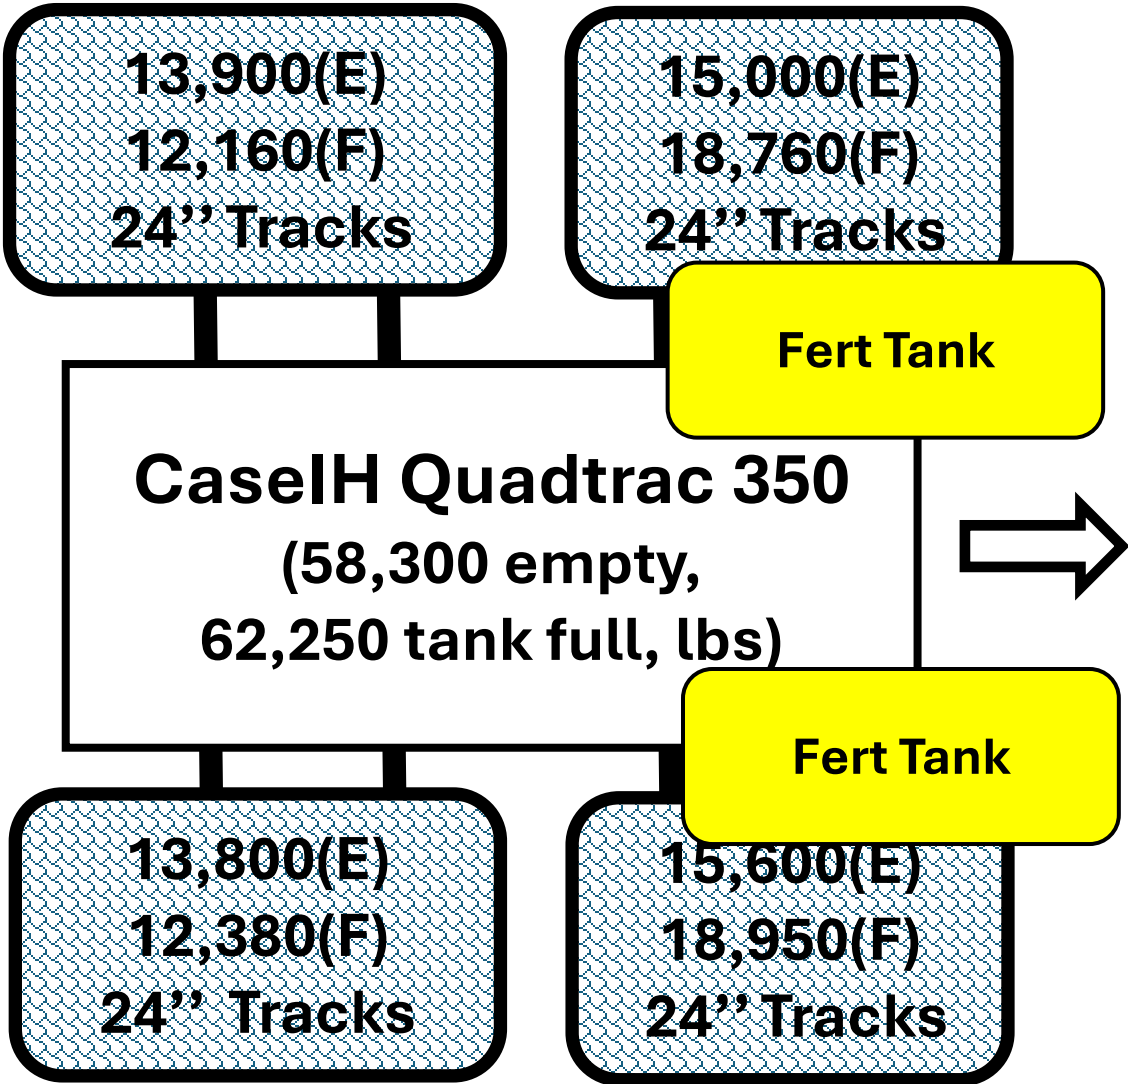 13,900(E)
12,160(F)
24’’ Tracks
15,000(E)
18,760(F)
24’’ Tracks
Fert Tank
CaseIH Quadtrac 350
(58,300 empty,
62,250 tank full, lbs)
Fert Tank
13,800(E)
12,380(F)
24’’ Tracks
15,600(E)
18,950(F)
24’’ Tracks